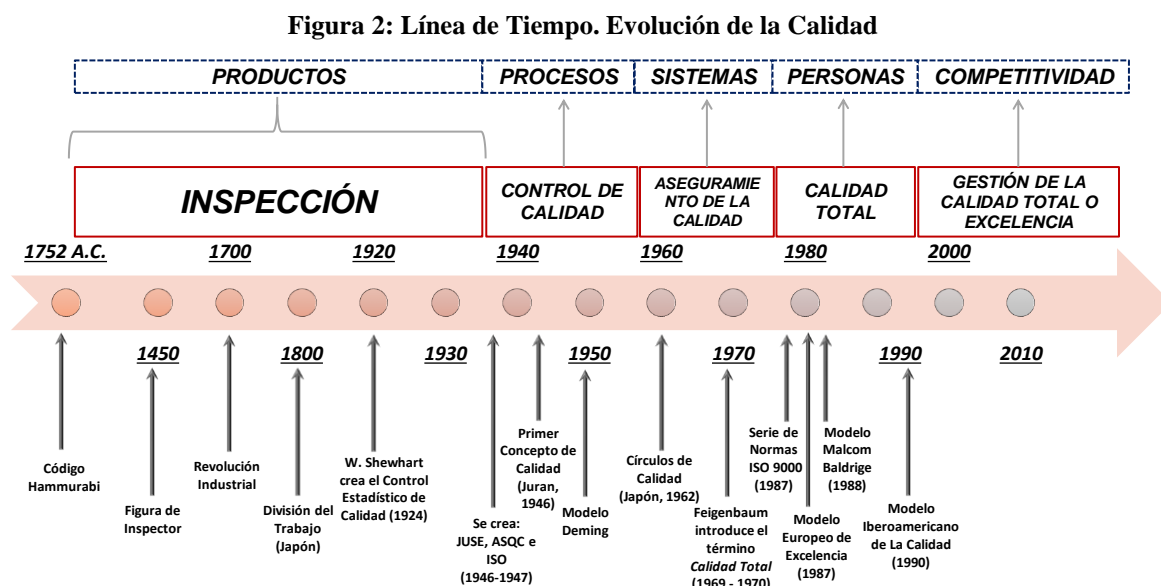 Figura 2: Línea de Tiempo. Evolución de la Calidad
PRODUCTOS
PROCESOS
SISTEMAS
PERSONAS
COMPETITIVIDAD
INSPECCIÓN
CONTROL DE
CALIDAD
ASEGURAMIE
NTO DE LA
CALIDAD
CALIDAD
TOTAL
GESTIÓN DE LA
CALIDAD TOTAL O
EXCELENCIA
1752 A.C.
1700
1920
1940
1960
1980
2000
1450
1800
1930
1950
1970
1990
2010
Código
Hammurabi
Figura de
Inspector
Revolución
Industrial
División del
Trabajo
(Japón)
W. Shewhart
crea el Control
Estadístico de
Calidad (1924)
Se crea:
JUSE, ASQC e
ISO
(1946-1947)
Primer
Concepto de
Calidad
(Juran,
1946)
Modelo
Deming
Círculos de
Calidad
(Japón, 1962)
Feigenbaum
introduce el
término
Calidad Total
(1969 - 1970)
Serie de
Normas
ISO 9000
(1987)
Modelo
Europeo de
Excelencia
(1987)
Modelo
Malcom
Baldrige
(1988)
Modelo
Iberoamericano
de La Calidad
(1990)